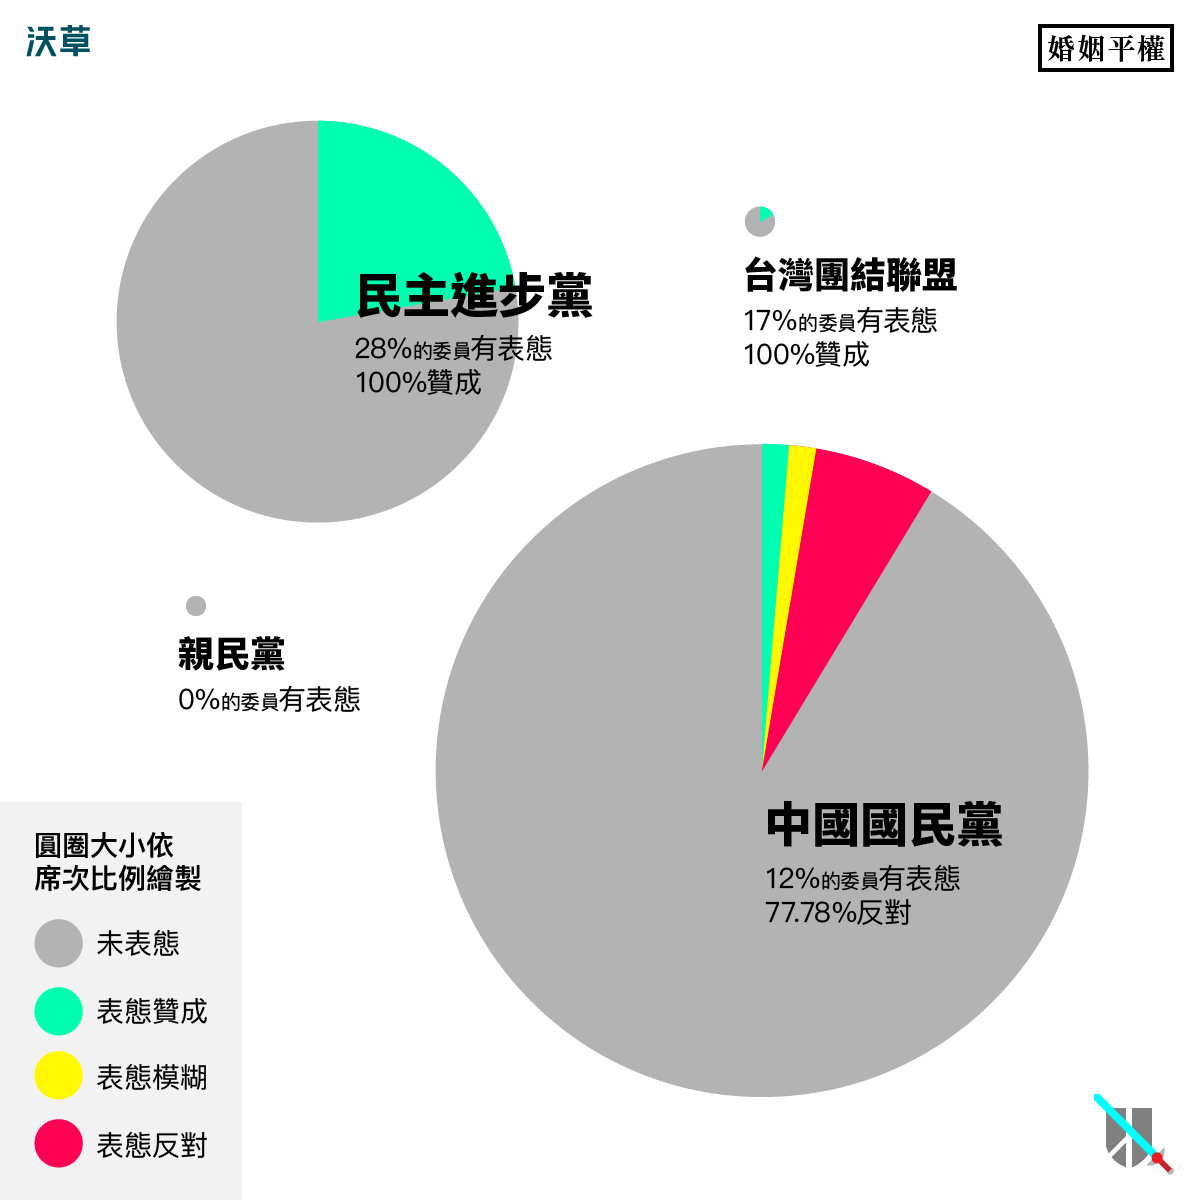 沃草
婚姻平權
民主進步黨
28%的委員有表態
100%贊成
台灣團結聯盟
17%的委員有表態
100%贊成
親民黨
0%的委員有表態
中國國民黨
12%的委員有表態
77.78%反對
圓圈大小依
席次比例繪製
未表態
表態贊成
表態模糊
表態反對